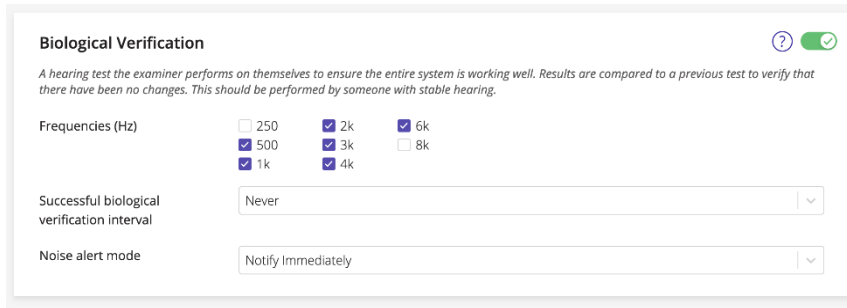 Biological Verification
?
A hearing test the examiner performs on themselves to ensure the entire system is working well. Results are compared to a previous test to verify that
there have been no changes. This should be performed by someone with stable hearing.
Frequencies (Hz)
250 2k 6k
500 3k 8k
1k 4k
Successful biological
verification interval
Never
Noise alert mode
Notify Immediately